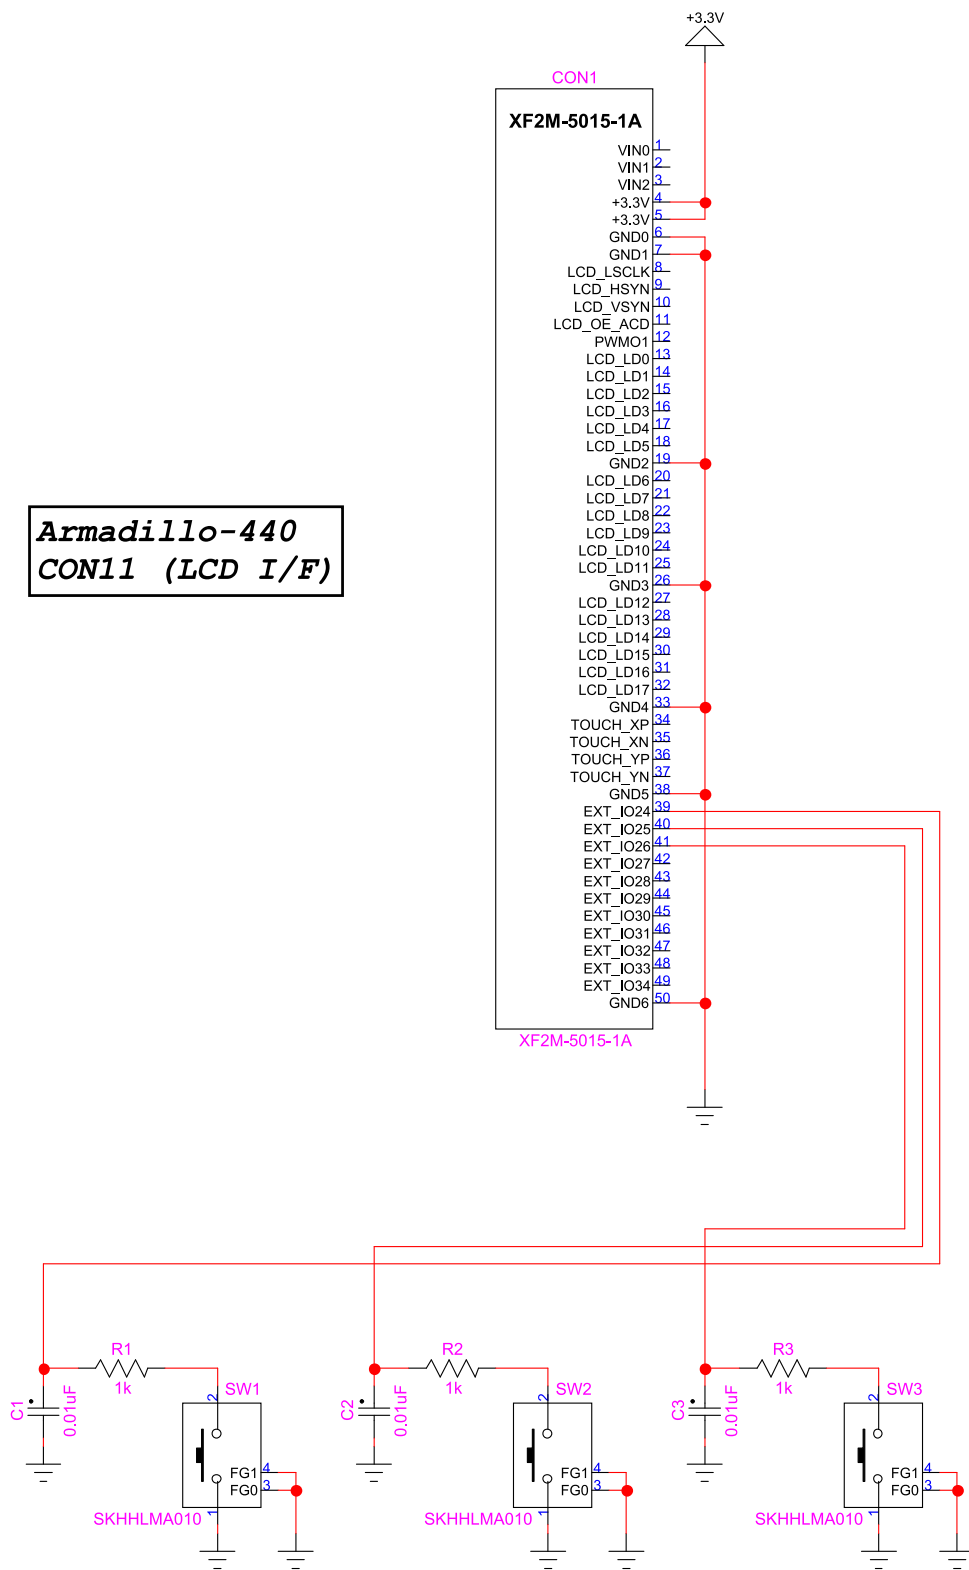 +3.3V
CON1
XF2M-5015-1A
VIN0 1
VIN1 2
VIN2 3
+3.3V 4
+3.3V 5
GND0 6
GND1 7
LCD_LSCLK 8
LCD_HSYN 9
LCD_VSYN 10
LCD_OE_ACD 11
PWMO1 12
LCD_LD0 13
LCD_LD1 14
LCD_LD2 15
LCD_LD3 16
LCD_LD4 17
LCD_LD5 18
GND2 19
LCD_LD6 20
LCD_LD7 21
LCD_LD8 22
LCD_LD9 23
LCD_LD10 24
LCD_LD11 25
GND3 26
LCD_LD12 27
LCD_LD13 28
LCD_LD14 29
LCD_LD15 30
LCD_LD16 31
LCD_LD17 32
GND4 33
TOUCH_XP 34
TOUCH_XN 35
TOUCH_YP 36
TOUCH_YN 37
GND5 38
EXT_IO24 39
EXT_IO25 40
EXT_IO26 41
EXT_IO27 42
EXT_IO28 43
EXT_IO29 44
EXT_IO30 45
EXT_IO31 46
EXT_IO32 47
EXT_IO33 48
EXT_IO34 49
GND6 50
XF2M-5015-1A
Armadillo-440
CON11 (LCD I/F)
R1
1k
C1
0.01uF
SW1
2
FG1 4
FG0 3
1
SKHHLMA010
R2
1k
C2
0.01uF
SW2
2
FG1 4
FG0 3
1
SKHHLMA010
R3
1k
C3
0.01uF
SW3
2
FG1 4
FG0 3
1
SKHHLMA010